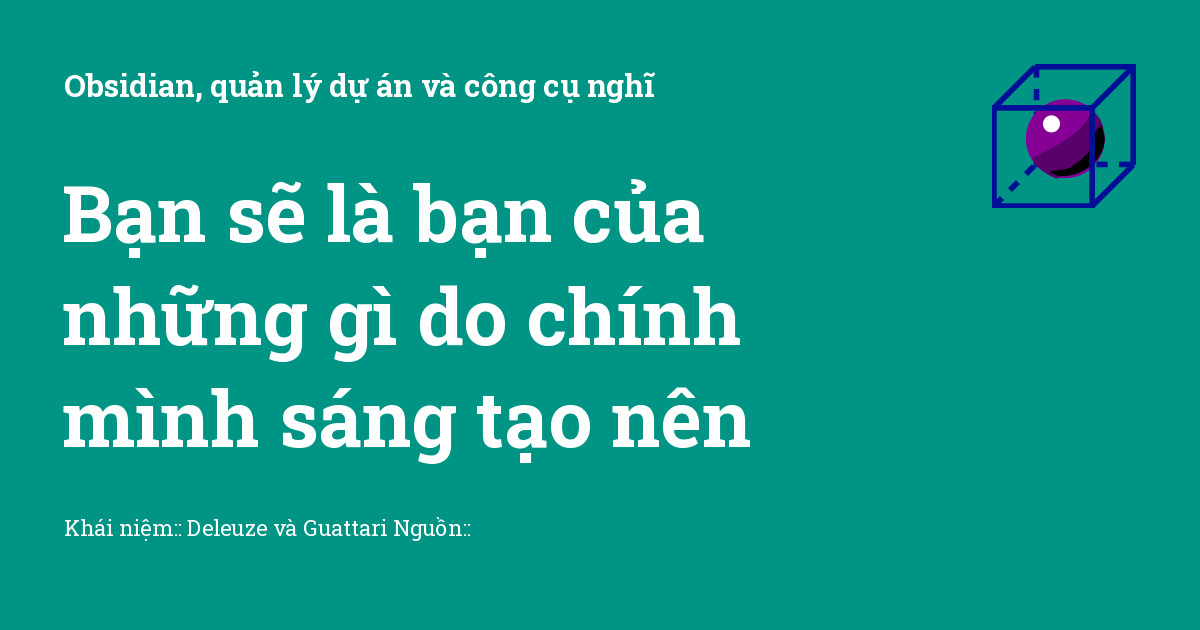 Obsidian, quản lý dự án và công cụ nghĩ
Bạn sẽ là bạn của
những gì do chính
mình sáng tạo nên
Khái niệm:: Deleuze và Guattari Nguồn::